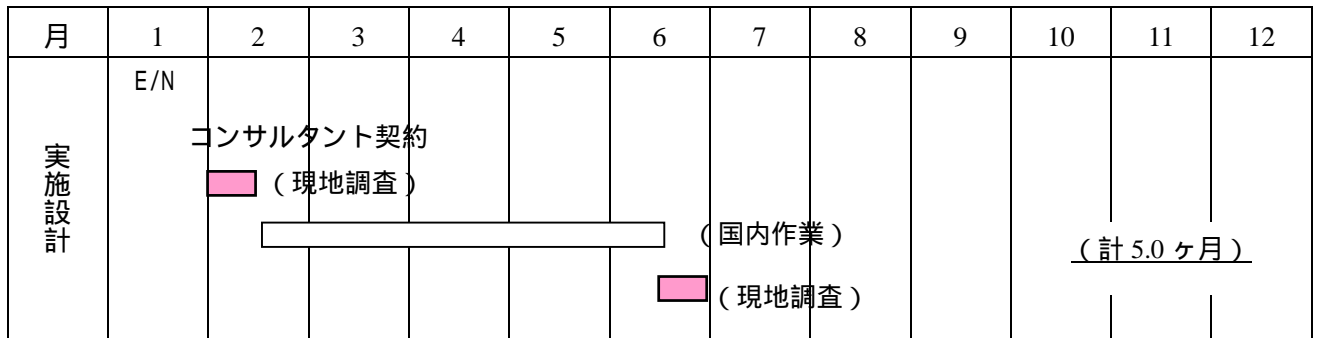 月 1 2 3 4 5 6 7 8 9 10 11 12
E/N
コンサルタント契約
実施設計
(現地調査)
(国内作業)
(計 5.0 ヶ月)
(現地調査)